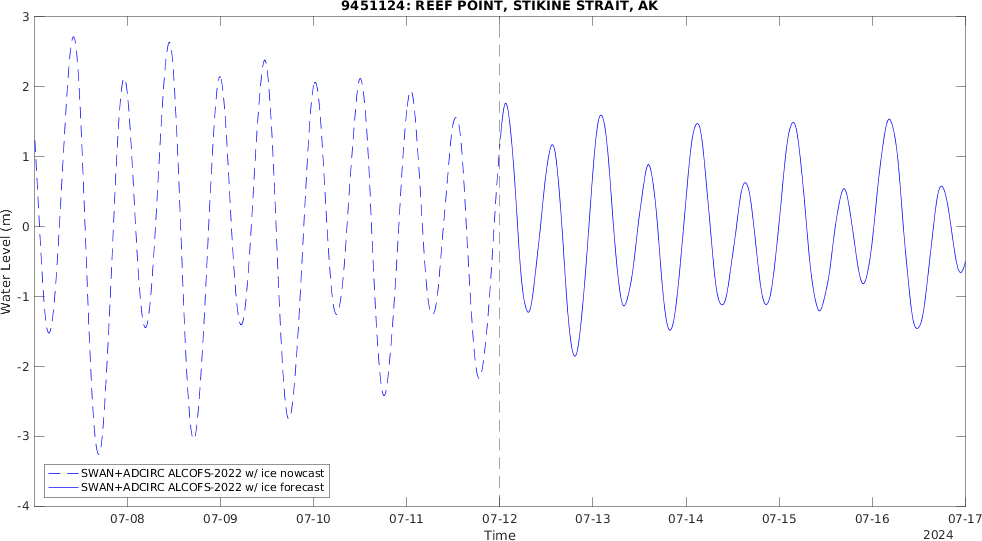 9451124: REEF POINT, STIKINE STRAIT, AK
3
2
1
0
-1
-2
-3
-4
Water Level (m)
SWAN+ADCIRC ALCOFS-2022 w/ ice nowcast
SWAN+ADCIRC ALCOFS-2022 w/ ice forecast
07-08 07-09 07-10 07-11 07-12 07-13 07-14 07-15 07-16 07-17
Time
2024